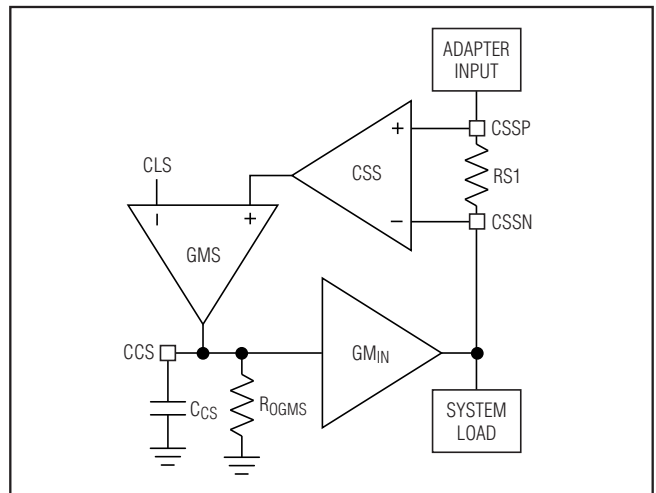 ADAPTER
INPUT
CSSP
+
CLS
CSS
RS1
–
+
–
CSSN
GMS
CCS
GMIN
CCS
ROGMS
SYSTEM
LOAD